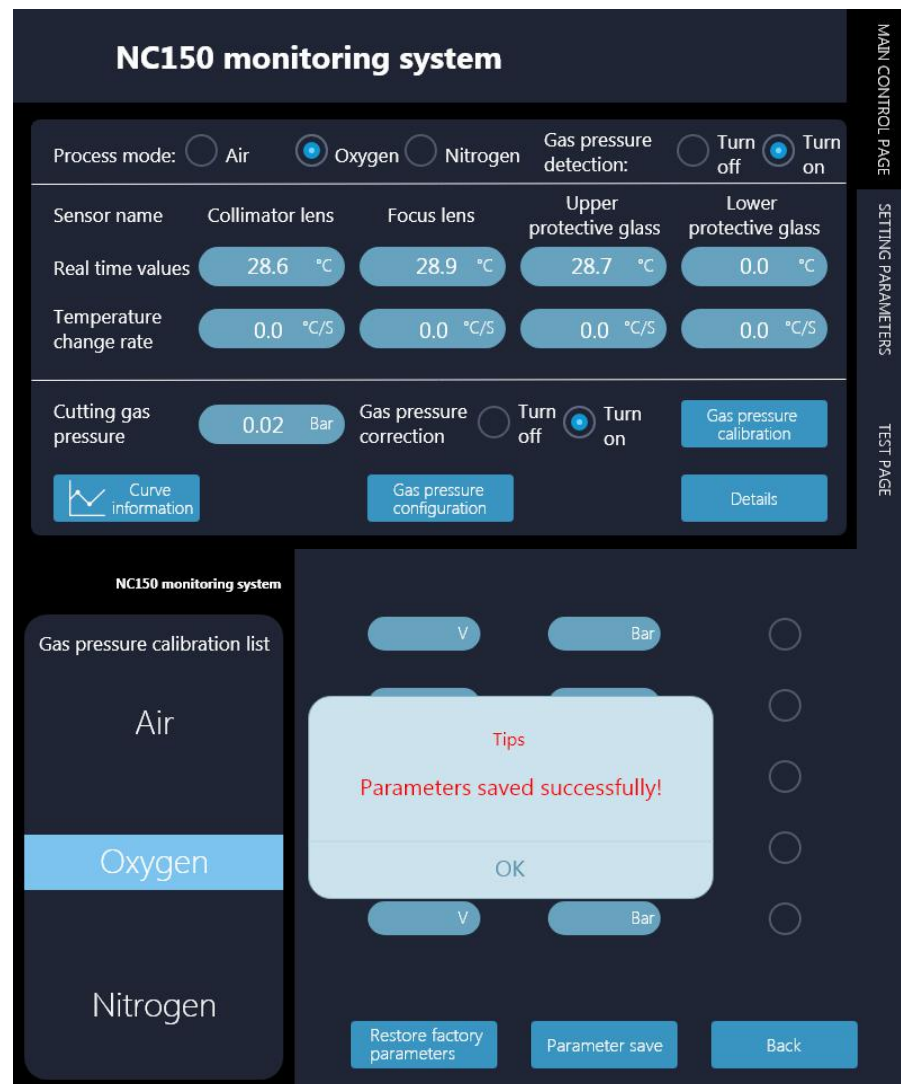 NC150 monitoring system
MAIN CONTROL PAGE
SETTING PARAMETERS
TEST PAGE
Process mode: Air Oxygen Nitrogen Gas pressure detection: Turn off Turn on
Sensor name Collimator lens Focus lens Upper protective glass Lower protective glass
Real time values 28.6 °C 28.9 °C 28.7 °C 0.0 °C
Temperature change rate 0.0 °C/S 0.0 °C/S 0.0 °C/S 0.0 °C/S
Cutting gas pressure 0.02 Bar Gas pressure correction Turn off Turn on Gas pressure calibration
Curve information Gas pressure configuration Details
NC150 monitoring system
Gas pressure calibration list
Air
Oxygen
Nitrogen
V Bar
Tips
Parameters saved successfully!
OK
V Bar
Restore factory parameters Parameter save Back